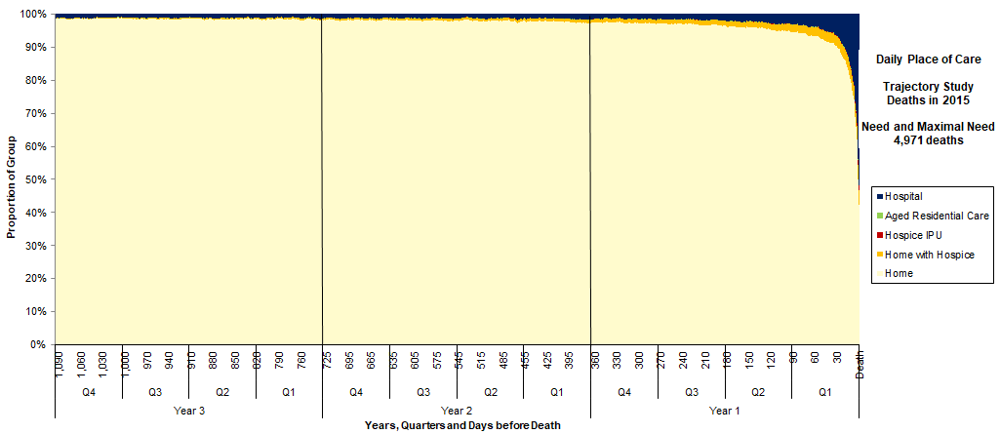 100%
90%
80%
70%
60%
50%
40%
30%
20%
10%
0%
Proportion of Group
1,090 1,060 1,030 1,000 970 940 910 880 850 820 790 760 725 695 665 635 605 575 545 515 485 455 425 395 360 330 300 270 240 210 180 150 120 90 60 30 Death
Q4 Q3 Q2 Q1 Q4 Q3 Q2 Q1 Q4 Q3 Q2 Q1
Year 3 Year 2 Year 1
Years, Quarters and Days before Death
Daily Place of Care
Trajectory Study
Deaths in 2015
Need and Maximal Need
4,971 deaths
Hospital
Aged Residential Care
Hospice IPU
Home with Hospice
Home